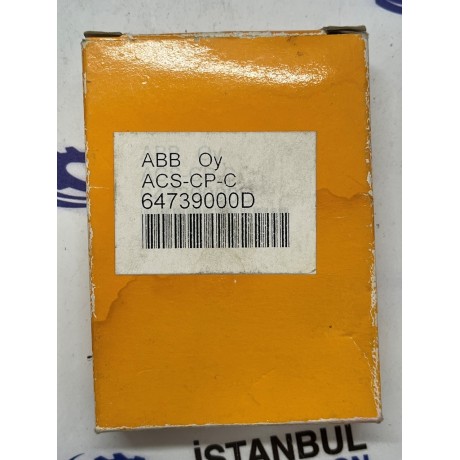 ABB Oy
ACS-CP-C
64739000D
İSTANBUL